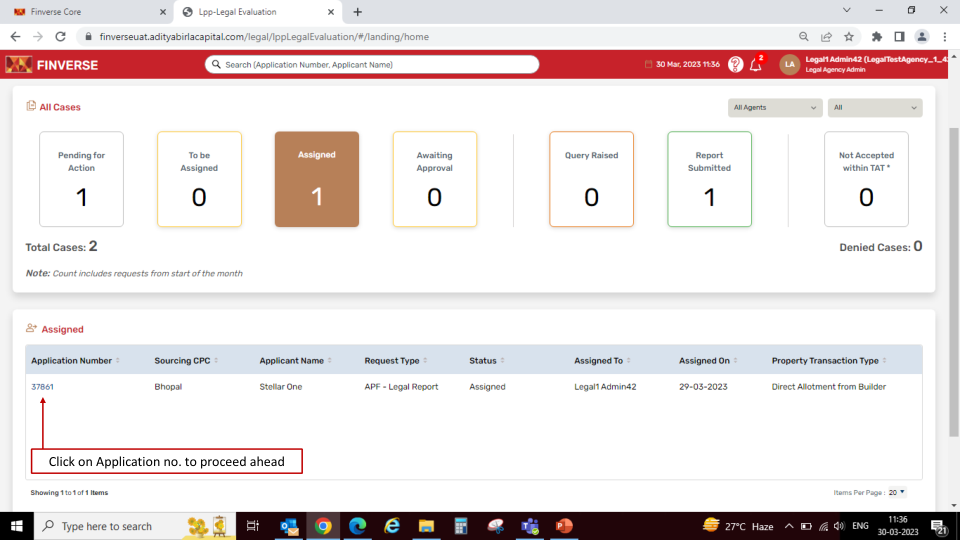 Finverse Core
Lpp-Legal Evaluation
finverseuat.adityabirlacapital.com/legal/lppLegalEvaluation/#/landing/home
FINVERSE
Search (Application Number, Applicant Name)
30 Mar, 2023 11:36
2
LA
Legal1 Admin42 (LegalTestAgency_1_4
Legal Agency Admin
All Cases
All Agents
All
Pending for Action
1
To be Assigned
0
Assigned
1
Awaiting Approval
0
Query Raised
0
Report Submitted
1
Not Accepted within TAT *
0
Total Cases: 2
Denied Cases: 0
Note: Count includes requests from start of the month
Assigned
Application Number Sourcing CPC Applicant Name Request Type Status Assigned To Assigned On Property Transaction Type
37861 Bhopal Stellar One APF - Legal Report Assigned Legal1 Admin42 29-03-2023 Direct Allotment from Builder
Click on Application no. to proceed ahead
Showing 1 to 1 of 1 Items
Items Per Page : 20
Type here to search
27°C Haze
ENG
11:36
30-03-2023
21